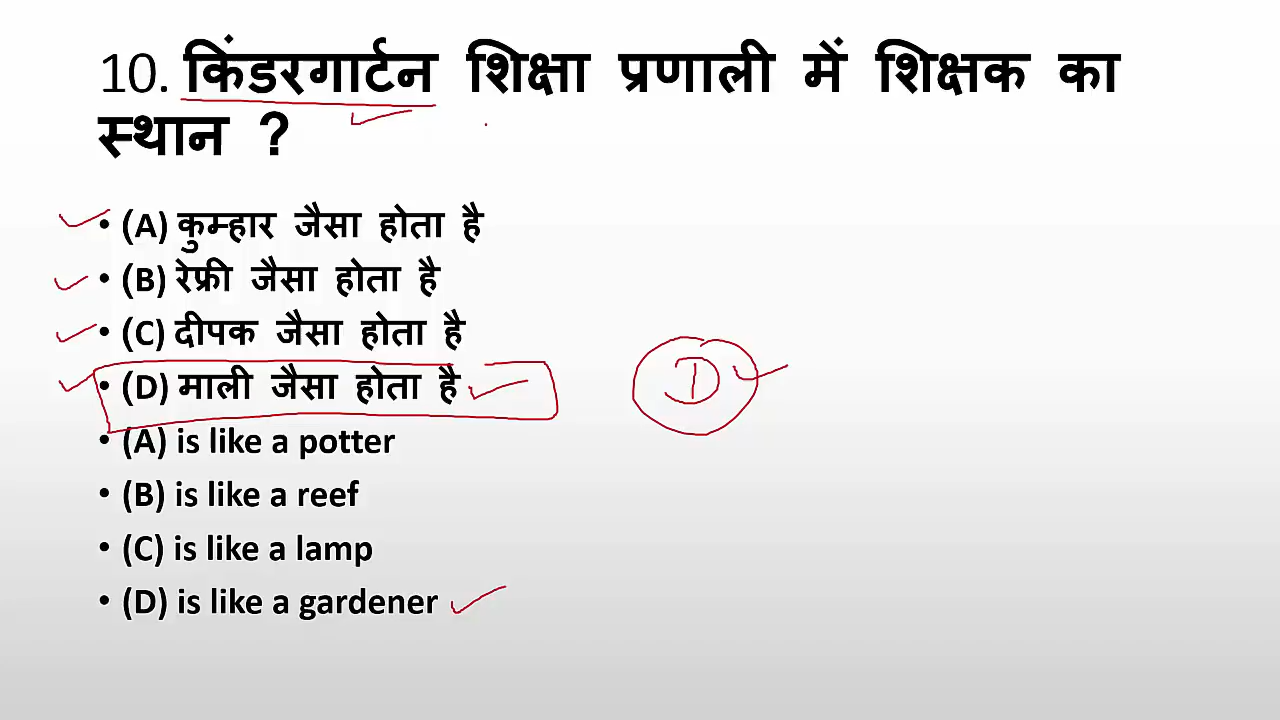 10. किंडरगार्टन शिक्षा प्रणाली में शिक्षक का
स्थान ?
• (A) कुम्हार जैसा होता है
• (B) रेफ्री जैसा होता है
• (C) दीपक जैसा होता है
• (D) माली जैसा होता है
D
• (A) is like a potter
• (B) is like a reef
• (C) is like a lamp
• (D) is like a gardener